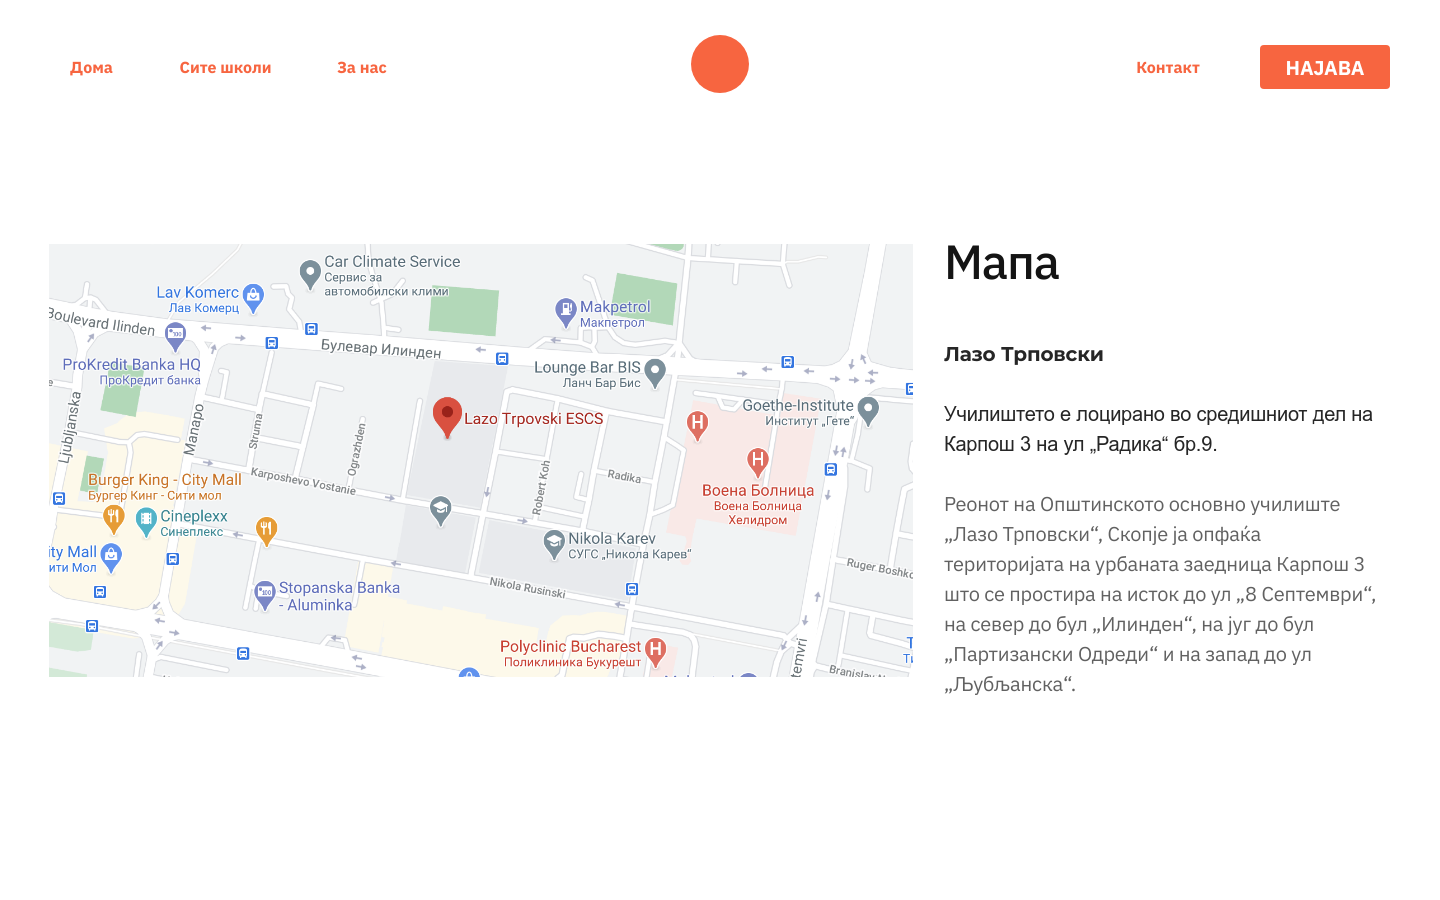 Дома
Сите школи
За нас
Контакт
НАЈАВА
Мапа
Лазо Трповски
Училиштето е лоцирано во средишниот дел на
Карпош 3 на ул „Радика“ бр.9.
Реонот на Општинското основно училиште
„Лазо Трповски“, Скопје ја опфаќа
територијата на урбаната заедница Карпош 3
што се простира на исток до ул „8 Септември“,
на север до бул „Илинден“, на југ до бул
„Партизански Одреди“ и на запад до ул
„Љубљанска“.
Car Climate Service
Сервис за
автомобилски клими
Lav Komerc
Лав Комерц
Makpetrol
Макпетрол
Boulevard Ilinden
Булевар Илинден
ProKredit Banka HQ
ПроКредит банка
Lounge Bar BIS
Ланч Бар Бис
Goethe-Institute
Институт „Гете“
Lazo Trpovski ESCS
Ljubljanska
Манапо
Struma
Ograzhden
Karposhevo Vostanie
Robert Koh
Radika
Burger King - City Mall
Бургер Кинг - Сити мол
Cineplexx
Синеплекс
ity Mall
ити Мол
Воена Болница
Воена Болница
Хелидром
Nikola Karev
СУГС „Никола Карев“
Ruger Boshko
Stopanska Banka
- Aluminka
Nikola Rusinski
Polyclinic Bucharest
Поликлиника Букурешт
temvri